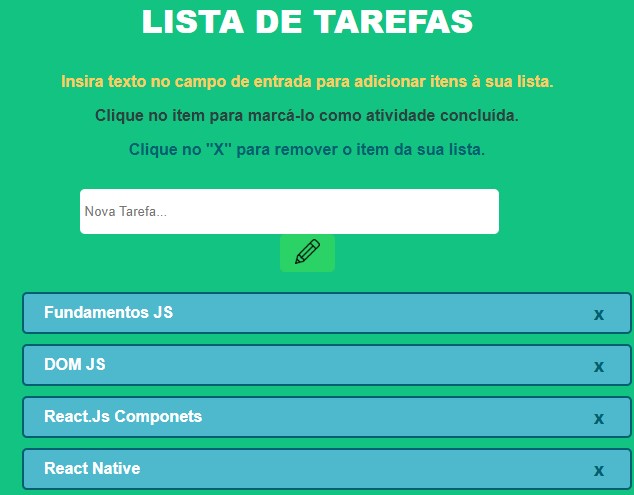 LISTA DE TAREFAS
Insira texto no campo de entrada para adicionar itens à sua lista.
Clique no item para marcá-lo como atividade concluída.
Clique no "X" para remover o item da sua lista.
Nova Tarefa...
Fundamentos JS x
DOM JS x
React.Js Componets x
React Native x